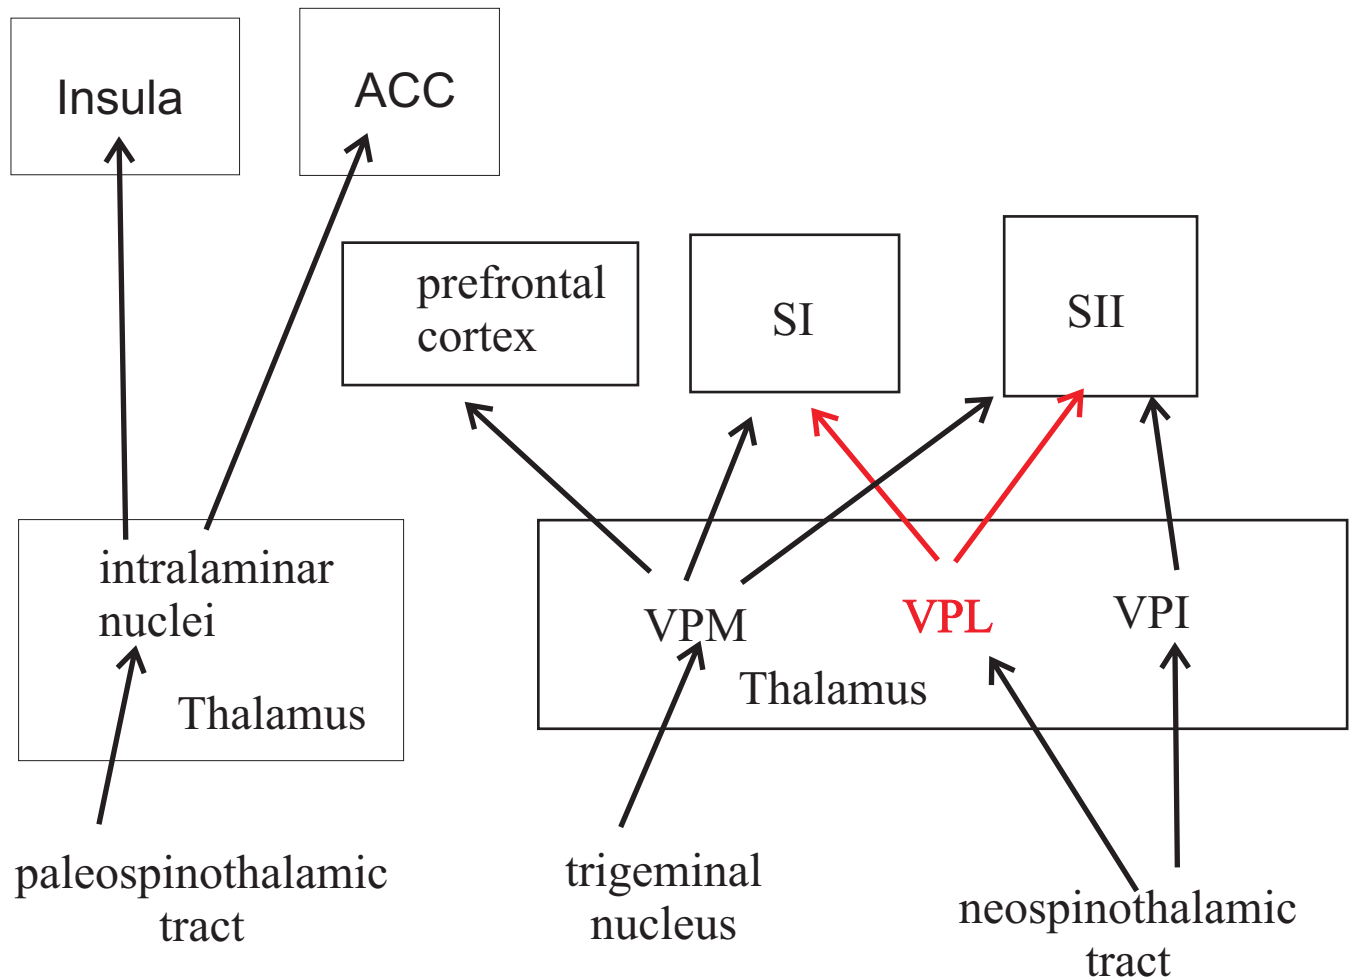 Insula
ACC
prefrontal
cortex
SI
SII
intralaminar
nuclei
Thalamus
VPM
VPL
VPI
Thalamus
paleospinothalamic
tract
trigeminal
nucleus
neospinothalamic
tract